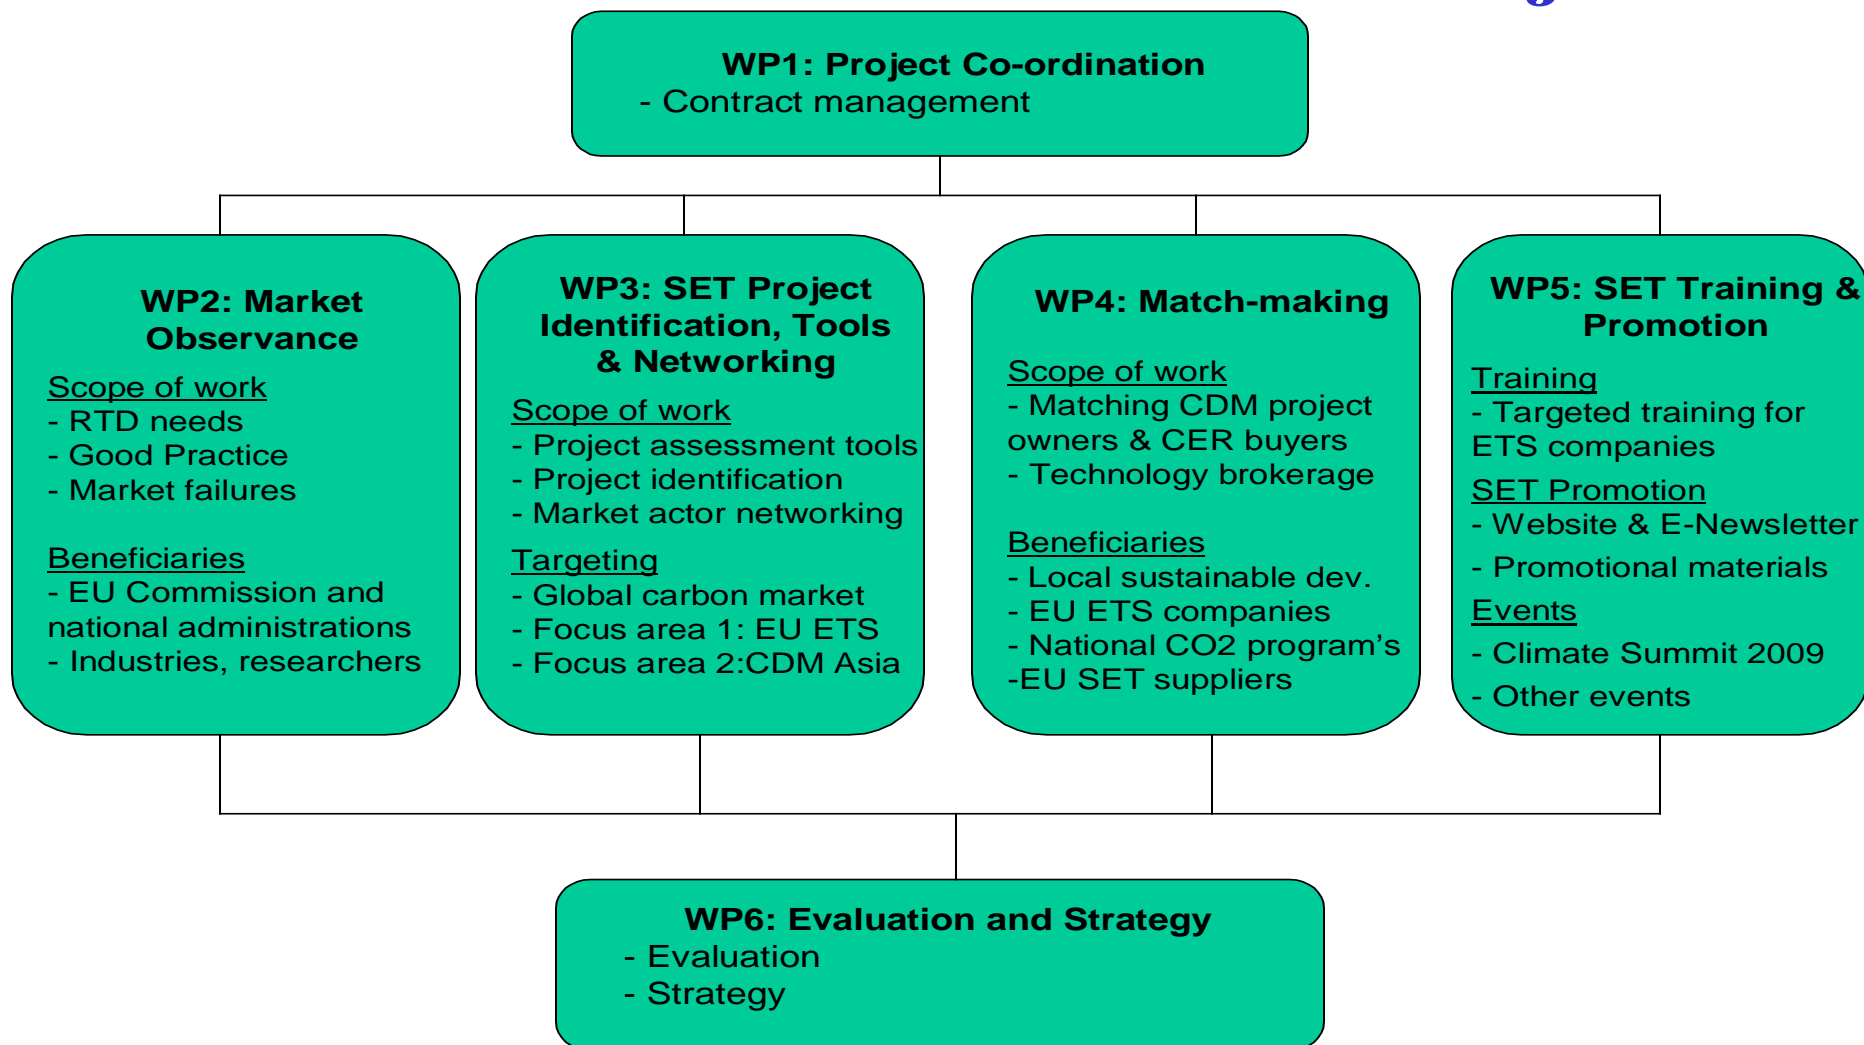 WP1: Project Co-ordination
- Contract management
WP2: Market
Observance
Scope of work
- RTD needs
- Good Practice
- Market failures
Beneficiaries
- EU Commission and
national administrations
- Industries, researchers
WP3: SET Project
Identification, Tools
& Networking
Scope of work
- Project assessment tools
- Project identification
- Market actor networking
Targeting
- Global carbon market
- Focus area 1: EU ETS
- Focus area 2:CDM Asia
WP4: Match-making
Scope of work
- Matching CDM project
owners & CER buyers
- Technology brokerage
Beneficiaries
- Local sustainable dev.
- EU ETS companies
- National CO2 program's
-EU SET suppliers
WP5: SET Training &
Promotion
Training
- Targeted training for
ETS companies
SET Promotion
- Website & E-Newsletter
- Promotional materials
Events
- Climate Summit 2009
- Other events
WP6: Evaluation and Strategy
- Evaluation
- Strategy